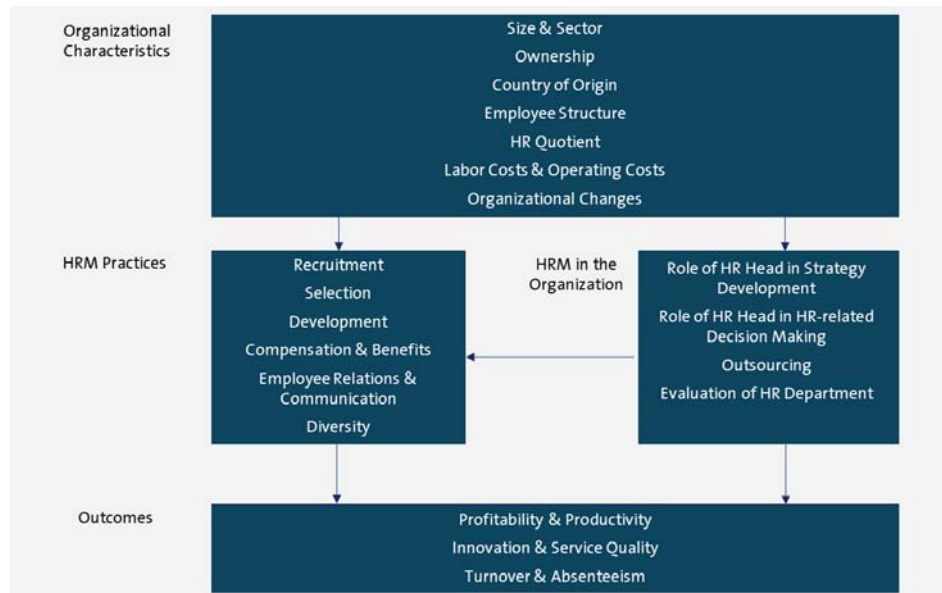 Organizational
Characteristics
Size & Sector
Ownership
Country of Origin
Employee Structure
HR Quotient
Labor Costs & Operating Costs
Organizational Changes
HRM Practices
Recruitment
Selection
Development
Compensation & Benefits
Employee Relations &
Communication
Diversity
HRM in the
Organization
Role of HR Head in Strategy
Development
Role of HR Head in HR-related
Decision Making
Outsourcing
Evaluation of HR Department
Outcomes
Profitability & Productivity
Innovation & Service Quality
Turnover & Absenteeism